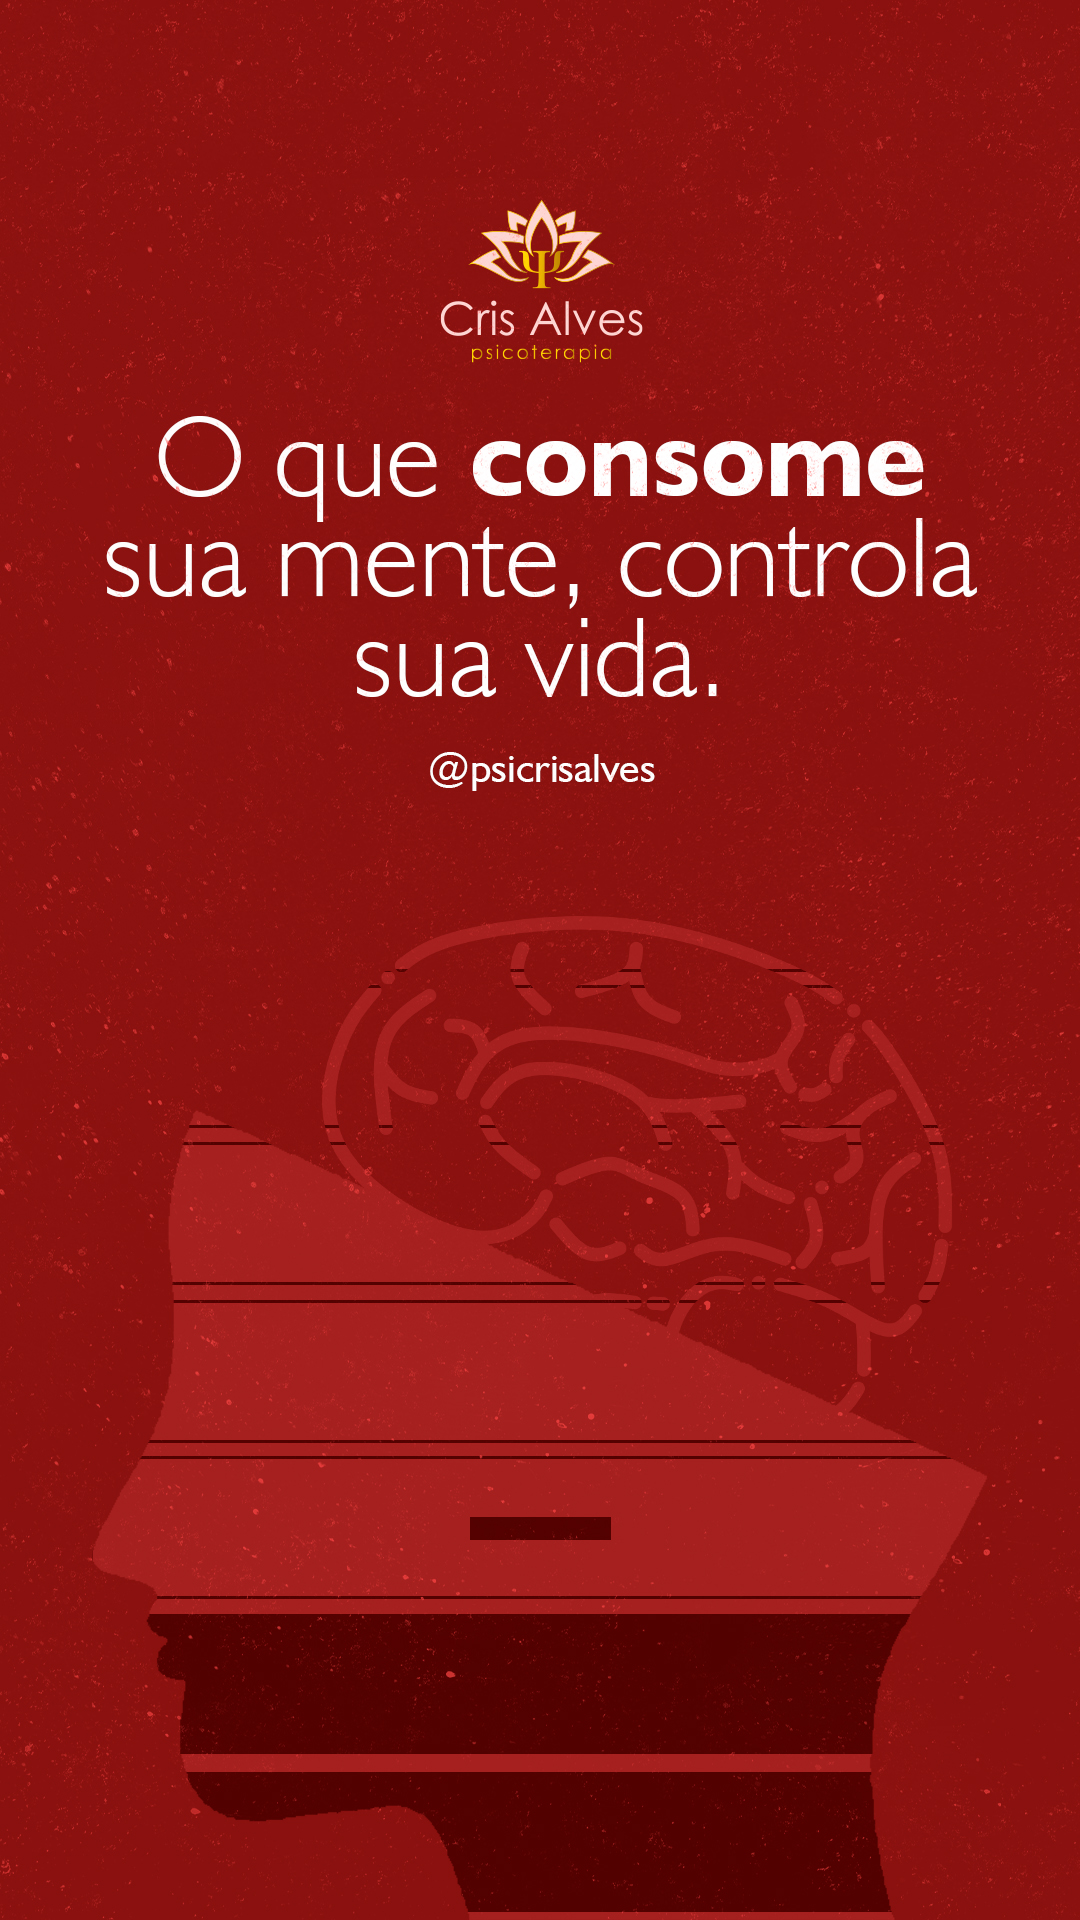 Cris Alves
psicoterapia
O que consome
sua mente, controla
sua vida.
@psicrisalves